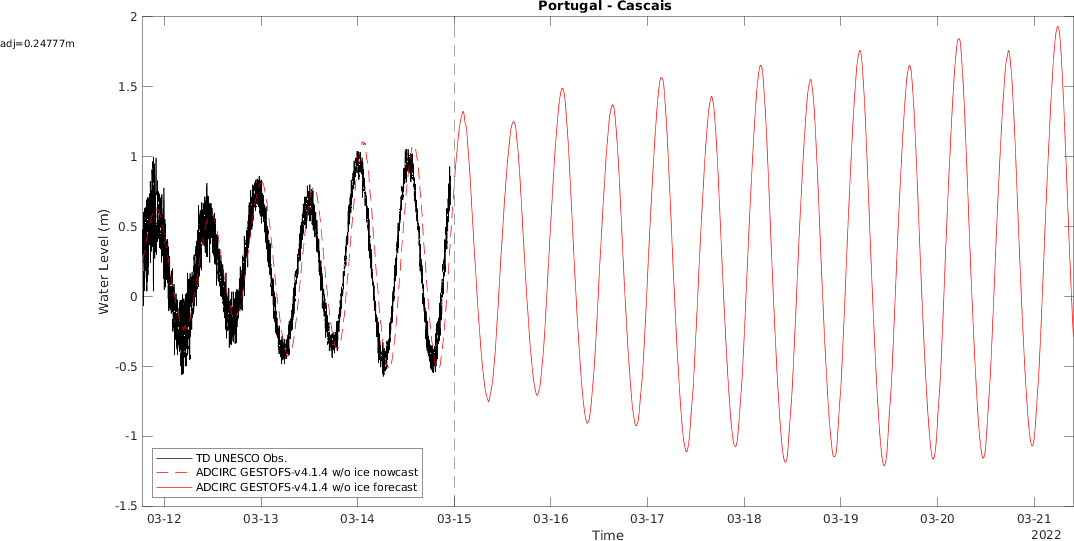 Portugal - Cascais
adj=0.24777m
Water Level (m)
2
1.5
1
0.5
0
-0.5
-1
-1.5
TD UNESCO Obs.
ADCIRC GESTOFS-v4.1.4 w/o ice nowcast
ADCIRC GESTOFS-v4.1.4 w/o ice forecast
03-12 03-13 03-14 03-15 03-16 03-17 03-18 03-19 03-20 03-21
Time
2022